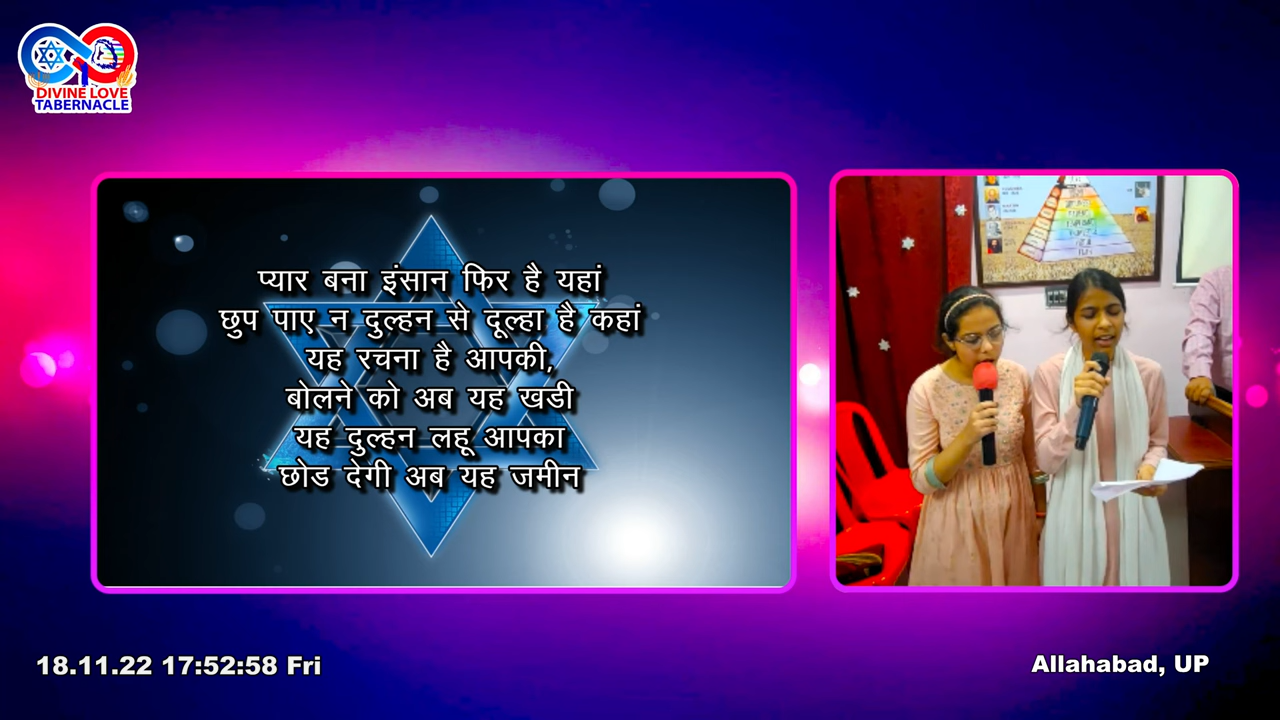 DIVINE LOVE
TABERNACLE
प्यार बना इंसान फिर है यहां
छुप पाए न दुल्हन से दूल्हा है कहां
यह रचना है आपकी,
बोलने को अब यह खडी
यह दुल्हन लहू आपका
छोड देगी अब यह जमीन
18.11.22 17:52:58 Fri
Allahabad, UP